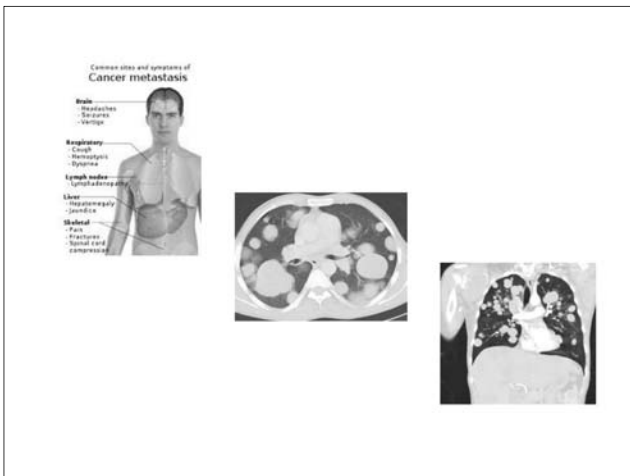 Common sites and symptoms of
Cancer metastasis
Brain
- Headaches
- Seizures
- Vertigo
Respiratory
- Cough
- Hemoptysis
- Dyspnea
Lymph nodes
- Lymphadenopathy
Liver
- Hepatomegaly
- Jaundice
Skeletal
- Pain
- Fractures
- Spinal cord
compression